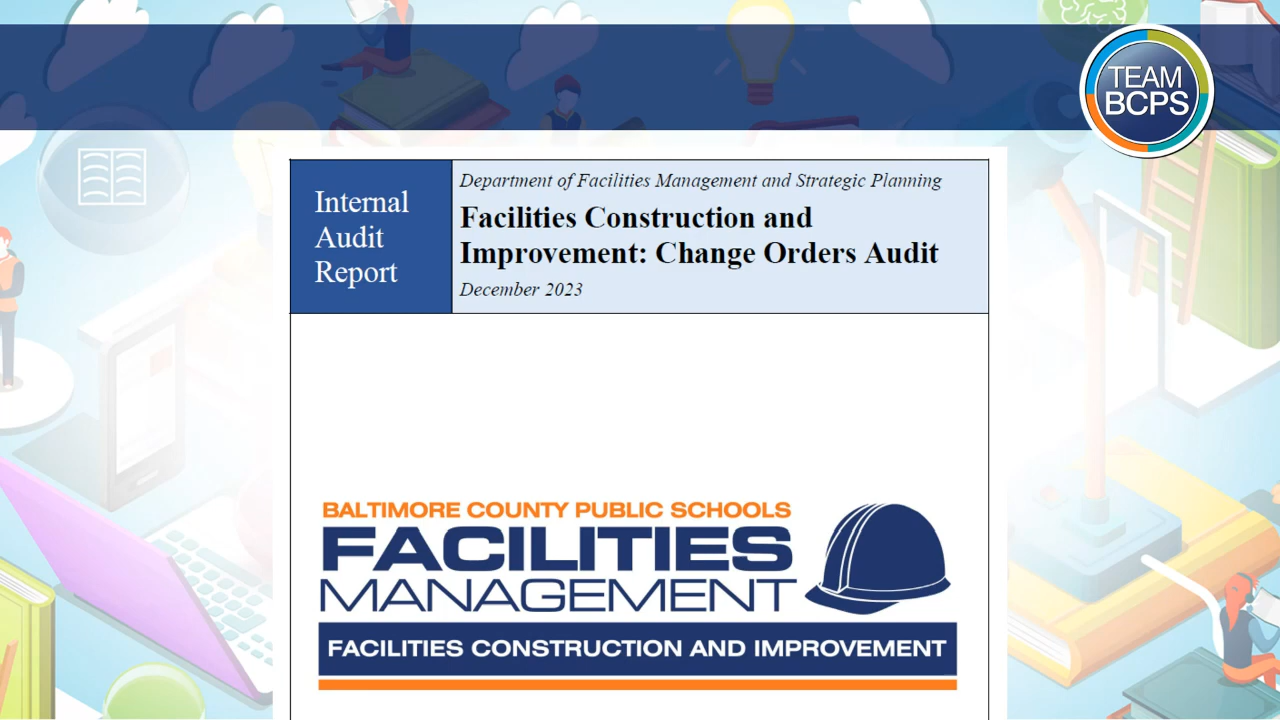 TEAM
BCPS
Internal
Audit
Report
Department of Facilities Management and Strategic Planning
Facilities Construction and
Improvement: Change Orders Audit
December 2023
BALTIMORE COUNTY PUBLIC SCHOOLS
FACILITIES
MANAGEMENT
FACILITIES CONSTRUCTION AND IMPROVEMENT